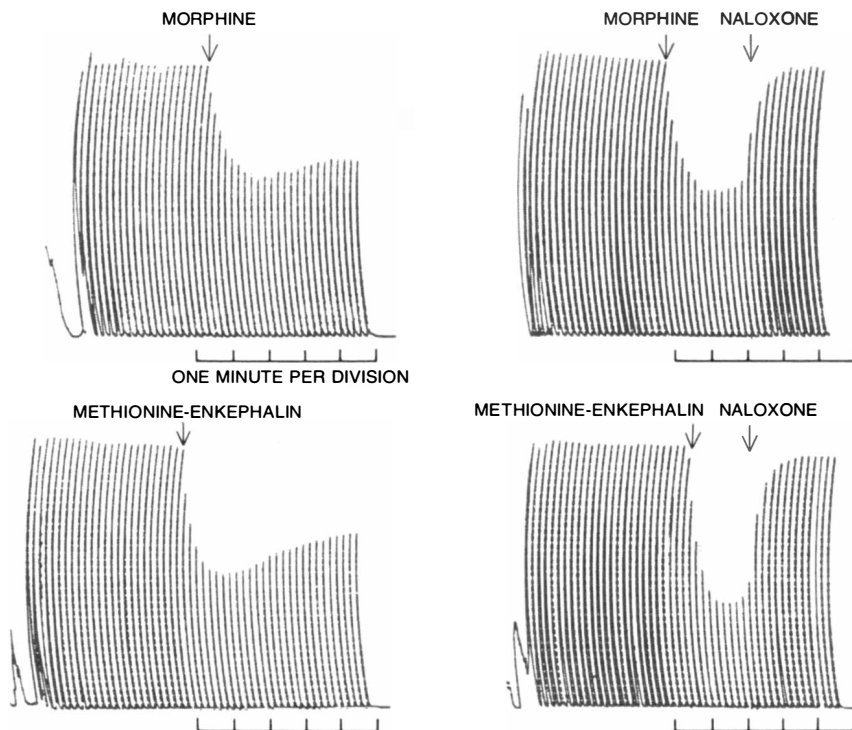 MORPHINE
MORPHINE NALOXONE
ONE MINUTE PER DIVISION
METHIONINE-ENKEPHALIN
METHIONINE-ENKEPHALIN NALOXONE